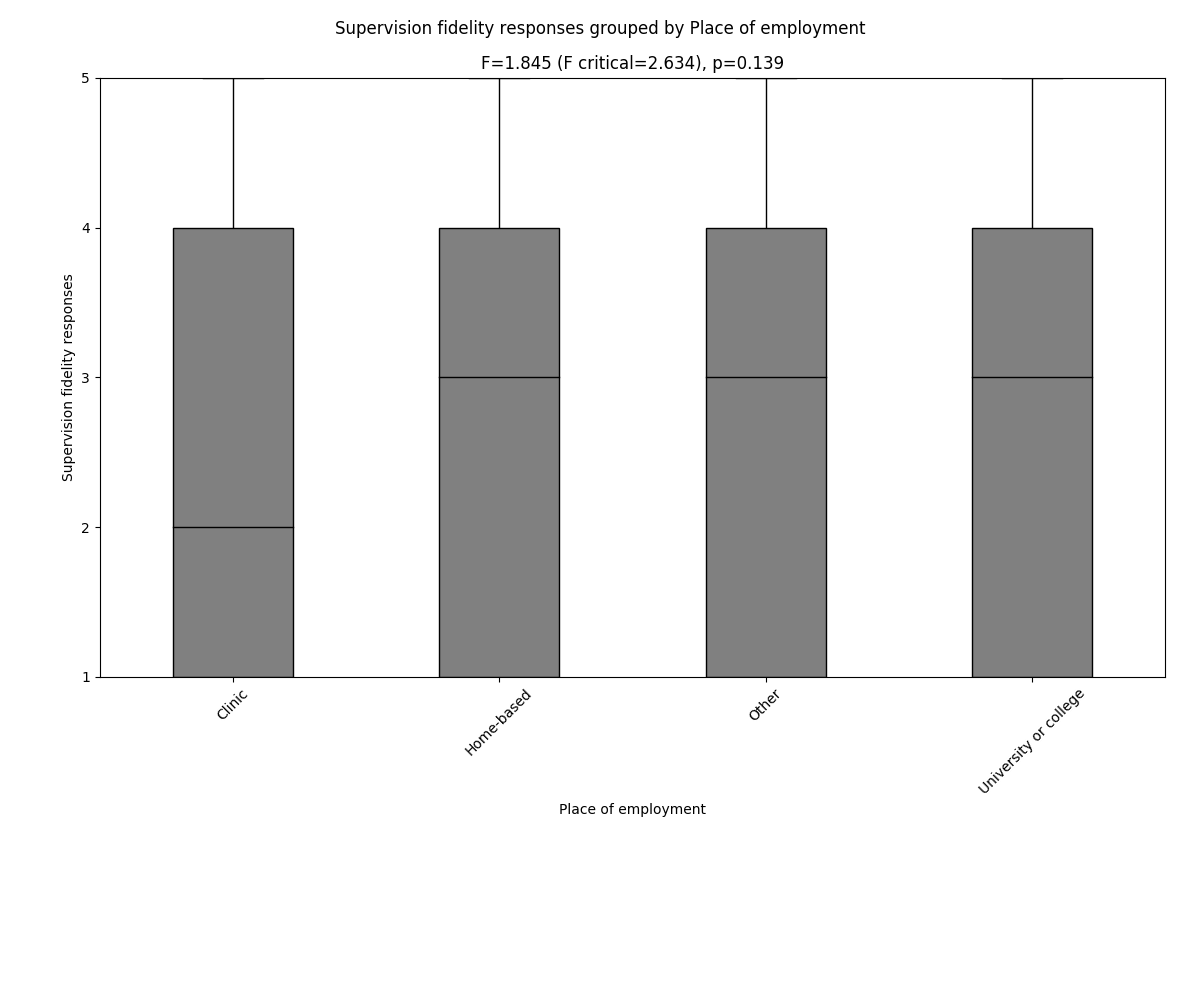 Supervision fidelity responses grouped by Place of employment
F=1.845 (F critical=2.634), p=0.139
5
4
3
2
1
Supervision fidelity responses
Clinic
Home-based
Other
University or college
Place of employment